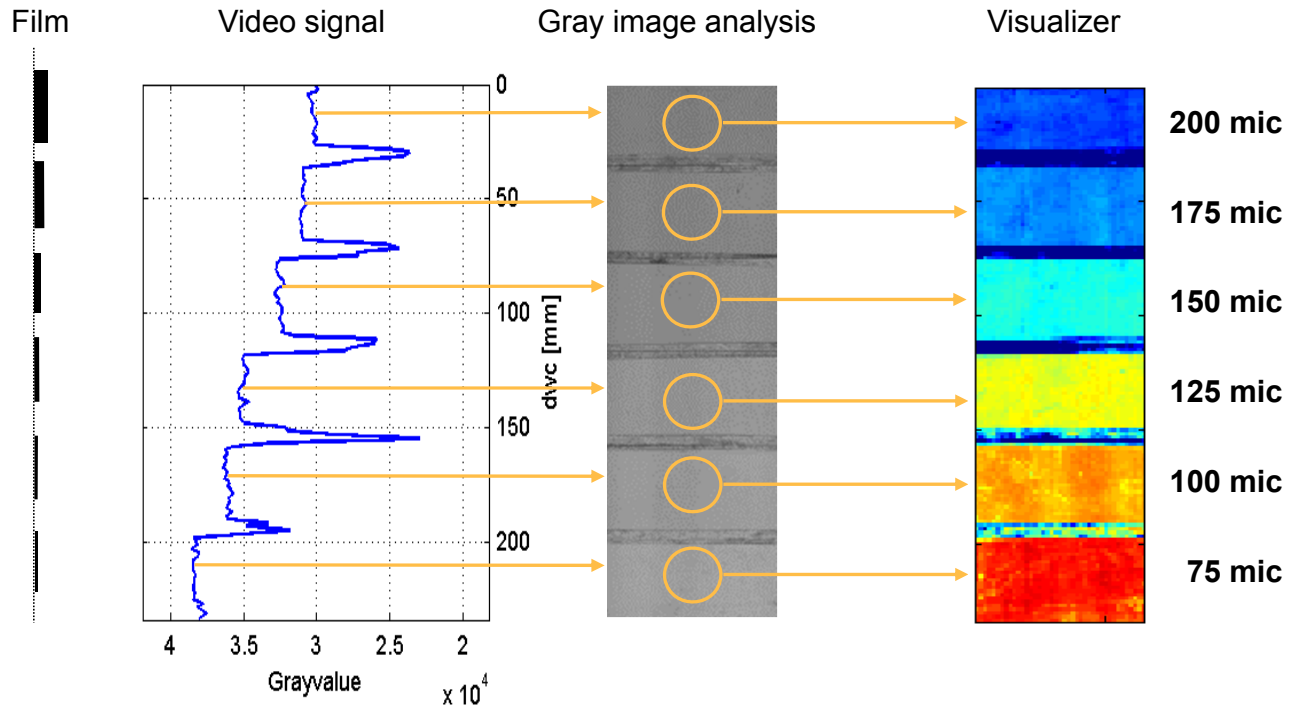 Film
Video signal
Gray image analysis
Visualizer
0
50
100
150
200
dwc [mm]
4
3.5
3
2.5
2
Grayvalue
x 10^4
200 mic
175 mic
150 mic
125 mic
100 mic
75 mic